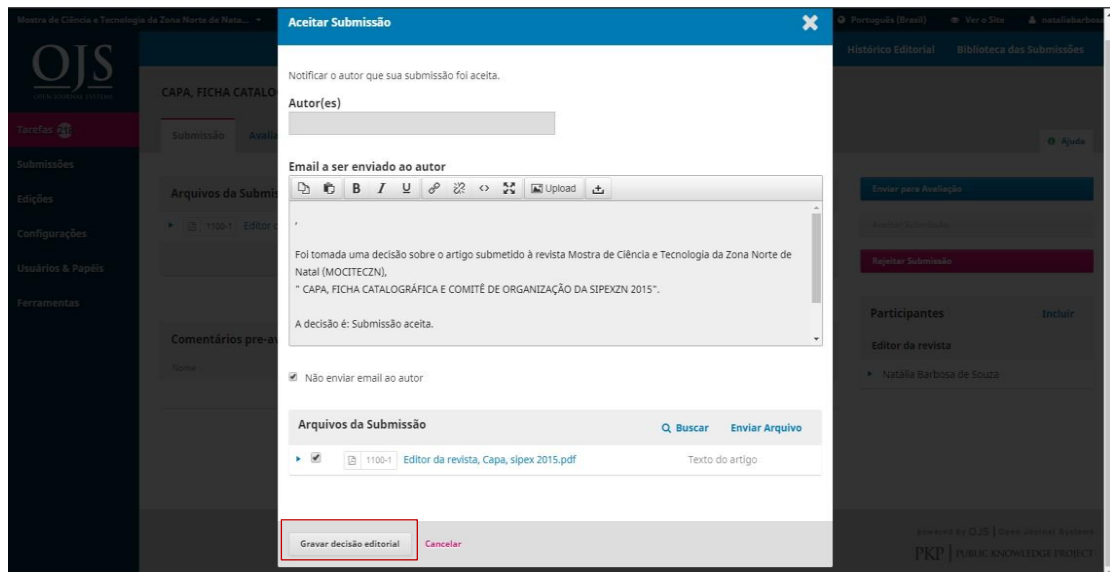 Mostra de Ciência e Tecnologia da Zona Norte de Nata...
Português (Brasil)
Ver o Site
nataliebarbosa
OJS
OPEN JOURNAL SYSTEMS
Histórico Editorial
Biblioteca das Submissões
CAPA, FICHA CATALO
Tarefas 21
Submissões
Edições
Configurações
Usuários & Papéis
Ferramentas
Submissão
Avalia
Ajuda
Arquivos da Submis
1100-1 Editor d
Comentários pre-av
Nome
Enviar para Avaliação
Aceitar Submissão
Rejeitar Submissão
Participantes
Incluir
Editor da revista
Natália Barbosa de Souza
Aceitar Submissão
Notificar o autor que sua submissão foi aceita.
Autor(es)
Email a ser enviado ao autor
B I U Upload
,
Foi tomada uma decisão sobre o artigo submetido à revista Mostra de Ciência e Tecnologia da Zona Norte de
Natal (MOCITECZN),
" CAPA, FICHA CATALOGRÁFICA E COMITÊ DE ORGANIZAÇÃO DA SIPEXZN 2015".
A decisão é: Submissão aceita.
Não enviar email ao autor
Arquivos da Submissão
Buscar
Enviar Arquivo
1100-1 Editor da revista, Capa, sipex 2015.pdf
Texto do artigo
Gravar decisão editorial
Cancelar
powered by OJS | Open Journal Systems
PKP | PUBLIC KNOWLEDGE PROJECT